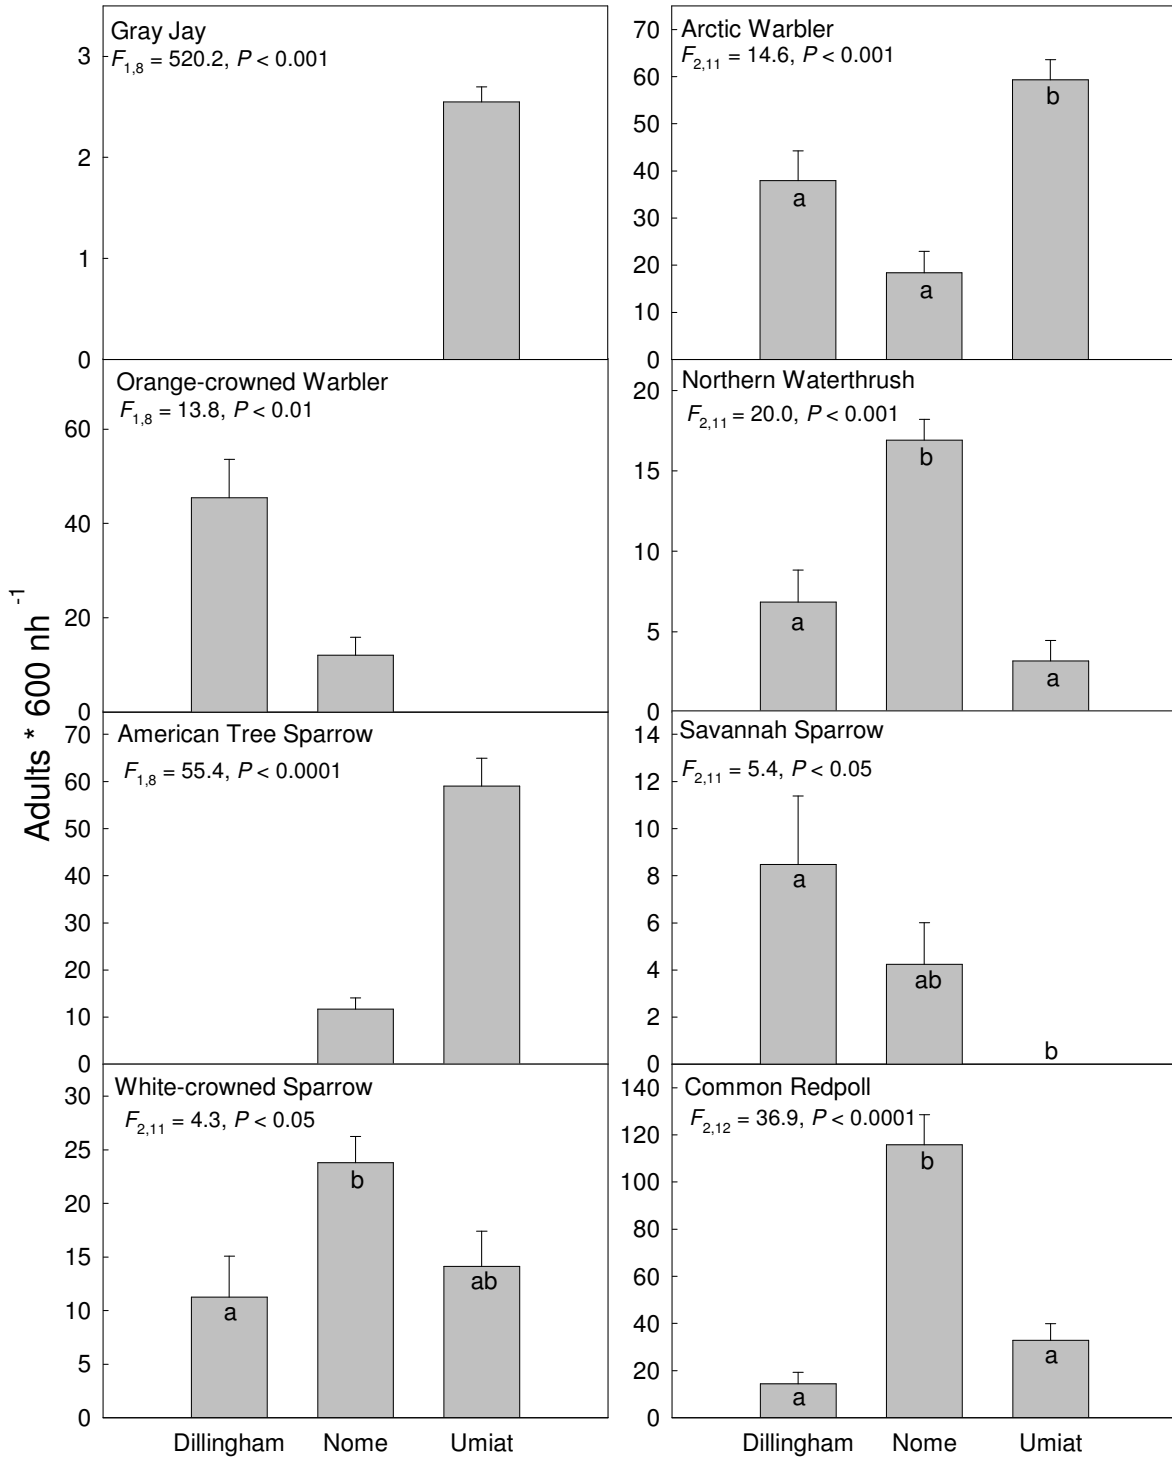 Adults * 600 nh⁻¹
Gray Jay
F₁,₈ = 520.2, P < 0.001
3
2
1
0
Arctic Warbler
F₂,₁₁ = 14.6, P < 0.001
70
60
50
40
30
20
10
0
a
a
b
Orange-crowned Warbler
F₁,₈ = 13.8, P < 0.01
60
40
20
0
Northern Waterthrush
F₂,₁₁ = 20.0, P < 0.001
20
15
10
5
0
a
b
a
American Tree Sparrow
F₁,₈ = 55.4, P < 0.0001
70
60
50
40
30
20
10
0
Savannah Sparrow
F₂,₁₁ = 5.4, P < 0.05
14
12
10
8
6
4
2
0
a
ab
b
White-crowned Sparrow
F₂,₁₁ = 4.3, P < 0.05
30
25
20
15
10
5
0
a
b
ab
Common Redpoll
F₂,₁₂ = 36.9, P < 0.0001
140
120
100
80
60
40
20
0
a
b
a
Dillingham Nome Umiat
Dillingham Nome Umiat